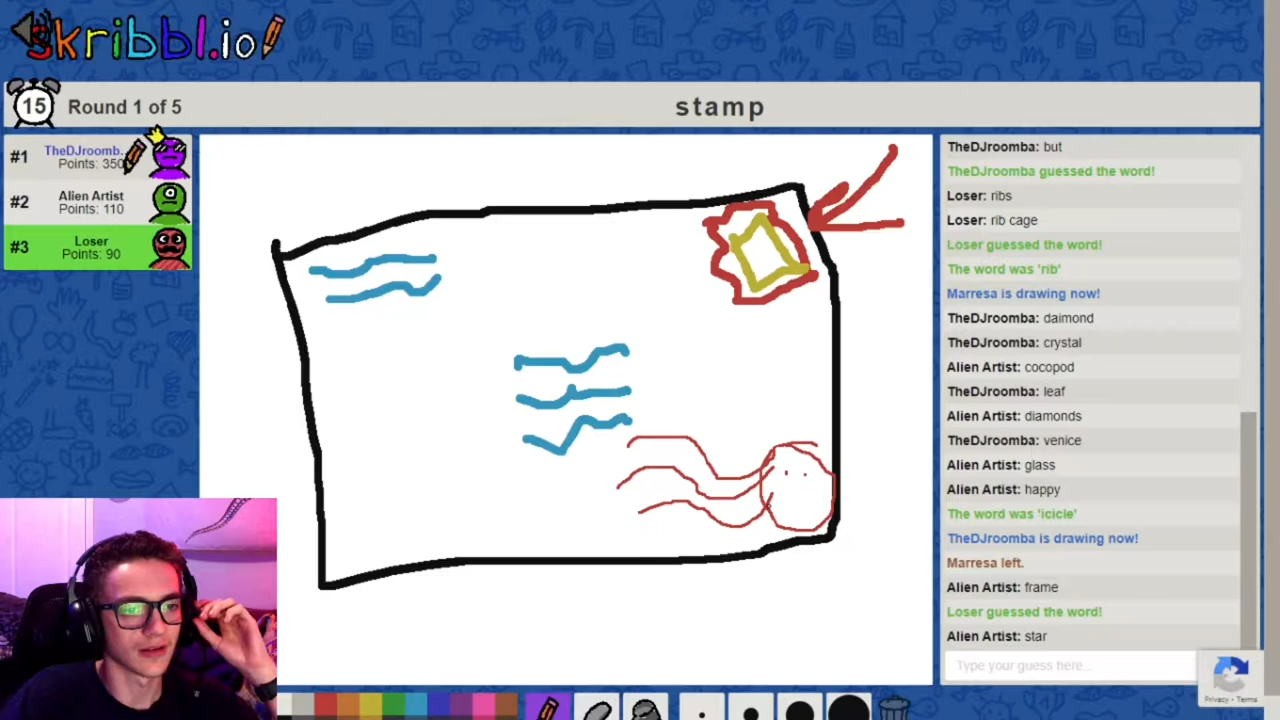 skribbl.io
15
Round 1 of 5
stamp
#1
TheDJroomb..
Points: 350
#2
Alien Artist
Points: 110
#3
Loser
Points: 90
TheDJroomba: but
TheDJroomba guessed the word!
Loser: ribs
Loser: rib cage
Loser guessed the word!
The word was 'rib'
Marresa is drawing now!
TheDJroomba: daimond
TheDJroomba: crystal
Alien Artist: cocopod
TheDJroomba: leaf
Alien Artist: diamonds
TheDJroomba: venice
Alien Artist: glass
Alien Artist: happy
The word was 'icicle'
TheDJroomba is drawing now!
Marresa left.
Alien Artist: frame
Loser guessed the word!
Alien Artist: star
Type your guess here...
Privacy - Terms